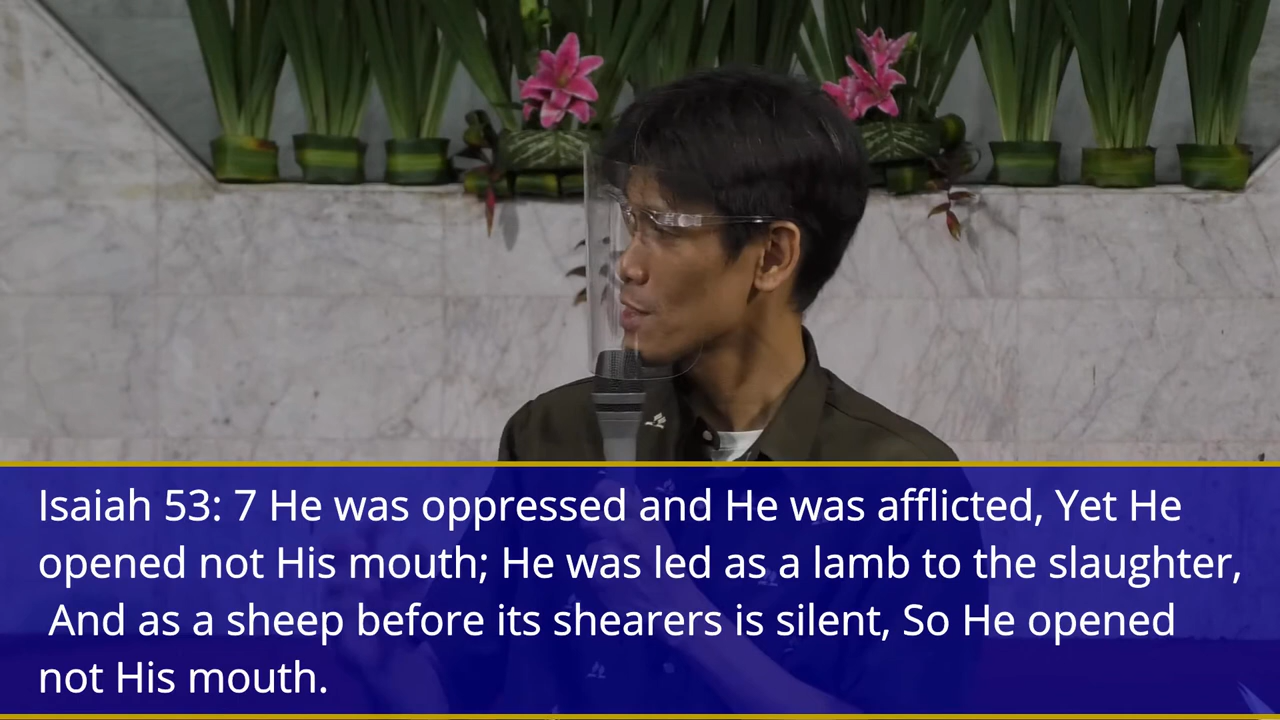 Isaiah 53: 7 He was oppressed and He was afflicted, Yet He
opened not His mouth; He was led as a lamb to the slaughter,
And as a sheep before its shearers is silent, So He opened
not His mouth.